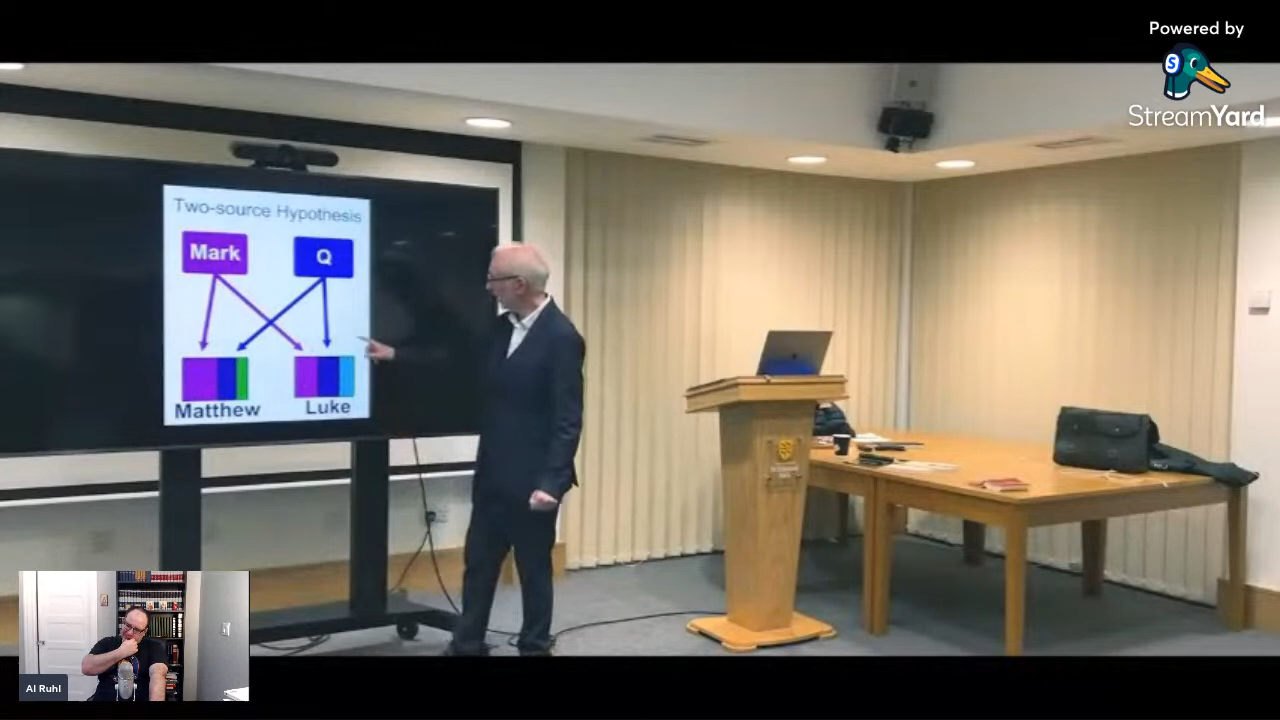 Powered by
StreamYard
Two-source Hypothesis
Mark
Q
Matthew
Luke
Al Ruhl